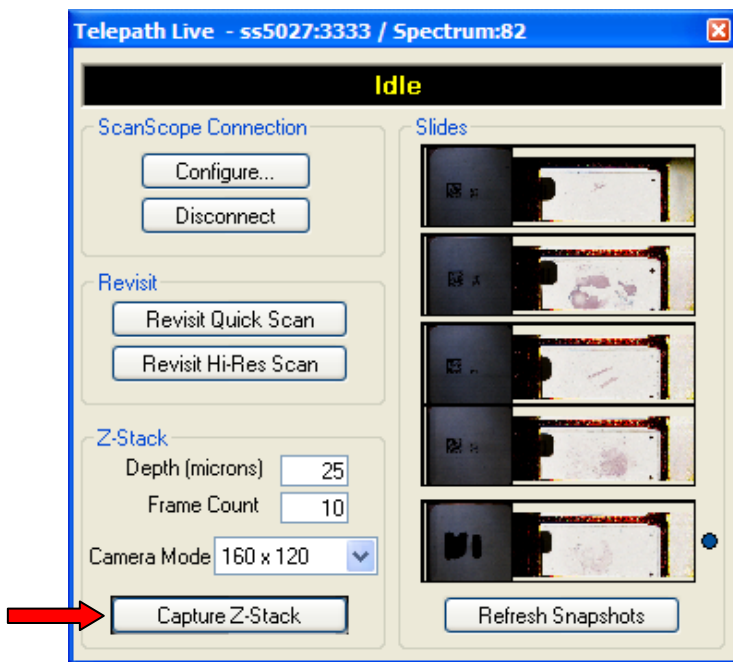 Telepath Live - ss5027:3333 / Spectrum:82
Idle
ScanScope Connection
Configure...
Disconnect
Revisit
Revisit Quick Scan
Revisit Hi-Res Scan
Z-Stack
Depth (microns) 25
Frame Count 10
Camera Mode 160 x 120
Capture Z-Stack
Slides
Refresh Snapshots